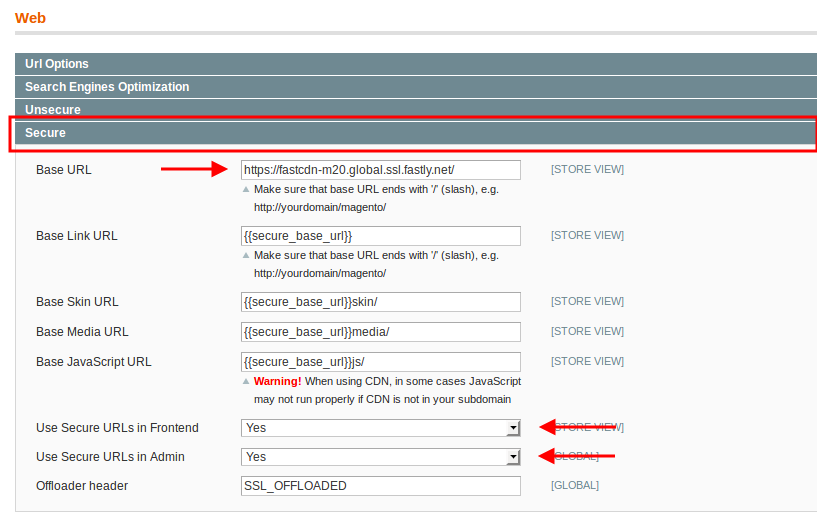 Web
Url Options
Search Engines Optimization
Unsecure
Secure
Base URL https://fastcdn-m20.global.ssl.fastly.net/ [STORE VIEW]
Make sure that base URL ends with '/' (slash), e.g.
http://yourdomain/magento/
Base Link URL {{secure_base_url}} [STORE VIEW]
Make sure that base URL ends with '/' (slash), e.g.
http://yourdomain/magento/
Base Skin URL {{secure_base_url}}skin/ [STORE VIEW]
Base Media URL {{secure_base_url}}media/ [STORE VIEW]
Base JavaScript URL {{secure_base_url}}js/ [STORE VIEW]
Warning! When using CDN, in some cases JavaScript
may not run properly if CDN is not in your subdomain
Use Secure URLs in Frontend Yes [STORE VIEW]
Use Secure URLs in Admin Yes [GLOBAL]
Offloader header SSL_OFFLOADED [GLOBAL]